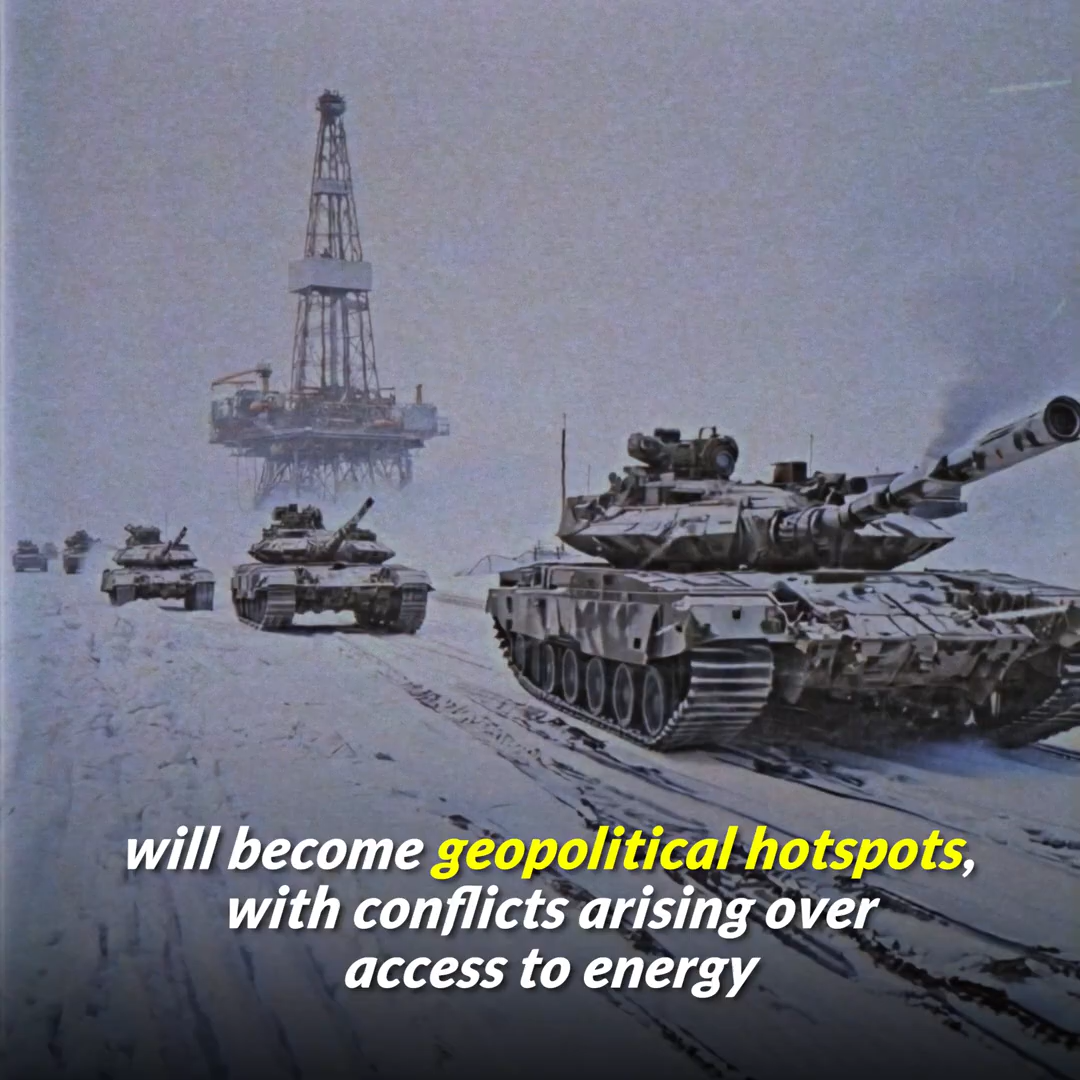 will become geopolitical hotspots,
with conflicts arising over
access to energy